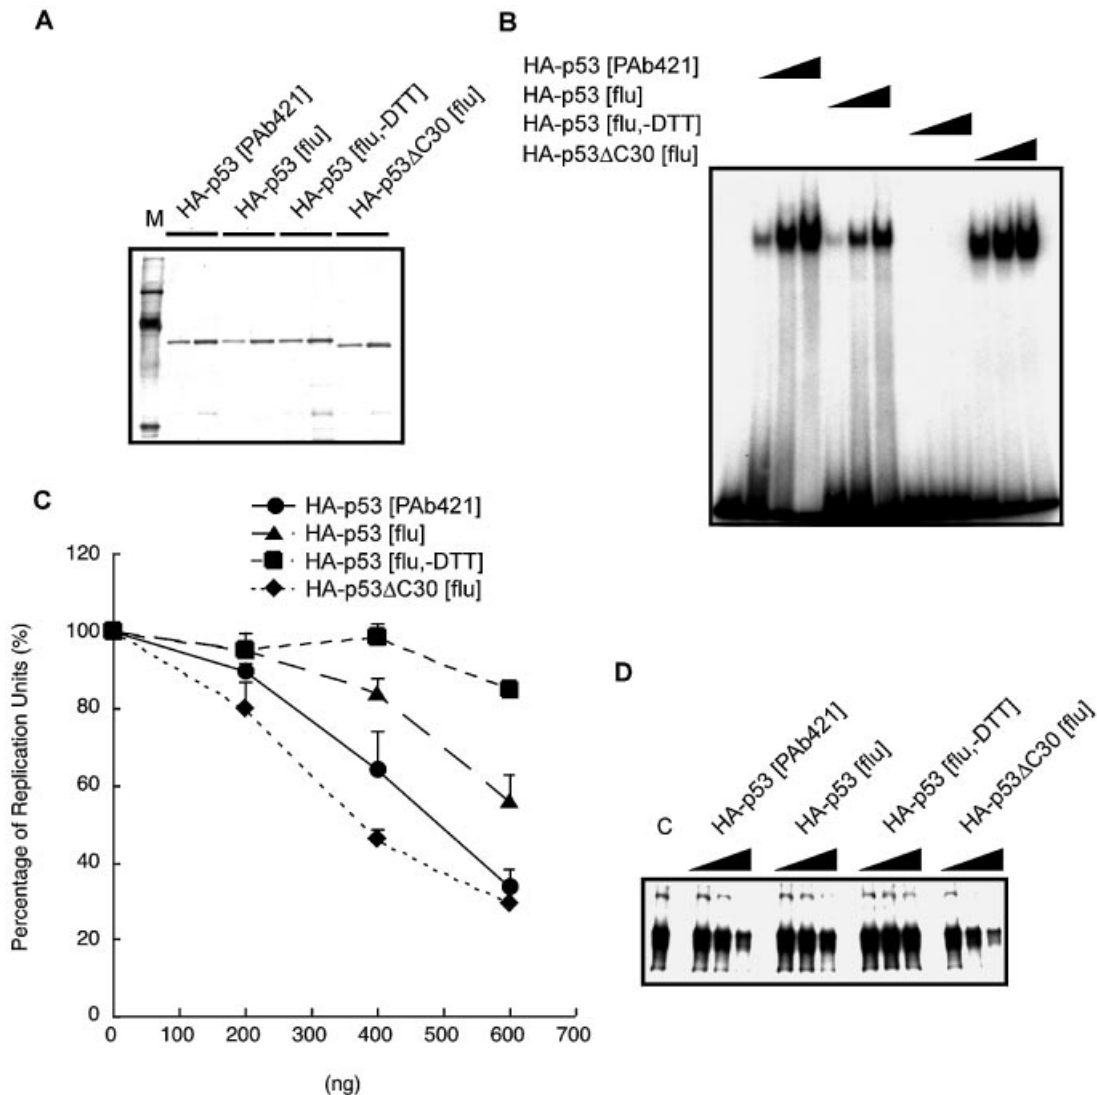 A
HA-p53 [PAb421]
HA-p53 [flu]
HA-p53 [flu,-DTT]
HA-p53ΔC30 [flu]
M
B
HA-p53 [PAb421]
HA-p53 [flu]
HA-p53 [flu,-DTT]
HA-p53ΔC30 [flu]
C
HA-p53 [PAb421]
HA-p53 [flu]
HA-p53 [flu,-DTT]
HA-p53ΔC30 [flu]
Percentage of Replication Units (%)
120
100
80
60
40
20
0
0 100 200 300 400 500 600 700
(ng)
D
C
HA-p53 [PAb421]
HA-p53 [flu]
HA-p53 [flu,-DTT]
HA-p53ΔC30 [flu]